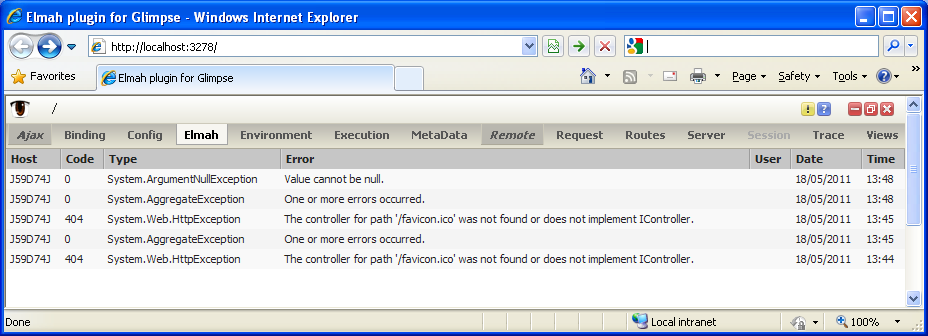 Elmah plugin for Glimpse - Windows Internet Explorer
http://localhost:3278/
Favorites Elmah plugin for Glimpse Page Safety Tools
/
Ajax Binding Config Elmah Environment Execution MetaData Remote Request Routes Server Session Trace Views
Host Code Type Error User Date Time
J59D74J 0 System.ArgumentNullException Value cannot be null. 18/05/2011 13:48
J59D74J 0 System.AggregateException One or more errors occurred. 18/05/2011 13:48
J59D74J 404 System.Web.HttpException The controller for path '/favicon.ico' was not found or does not implement IController. 18/05/2011 13:45
J59D74J 0 System.AggregateException One or more errors occurred. 18/05/2011 13:45
J59D74J 404 System.Web.HttpException The controller for path '/favicon.ico' was not found or does not implement IController. 18/05/2011 13:44
Done Local intranet 100%